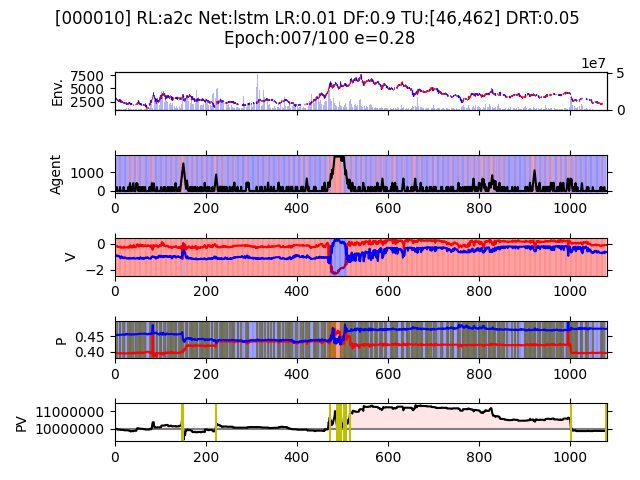 [000010] RL:a2c Net:lstm LR:0.01 DF:0.9 TU:[46,462] DRT:0.05
Epoch:007/100 e=0.28
1e7
Env.
7500
5000
2500
5
0
Agent
1000
0
0 200 400 600 800 1000
V
0
−2
0 200 400 600 800 1000
P
0.45
0.40
0 200 400 600 800 1000
PV
11000000
10000000
0 200 400 600 800 1000